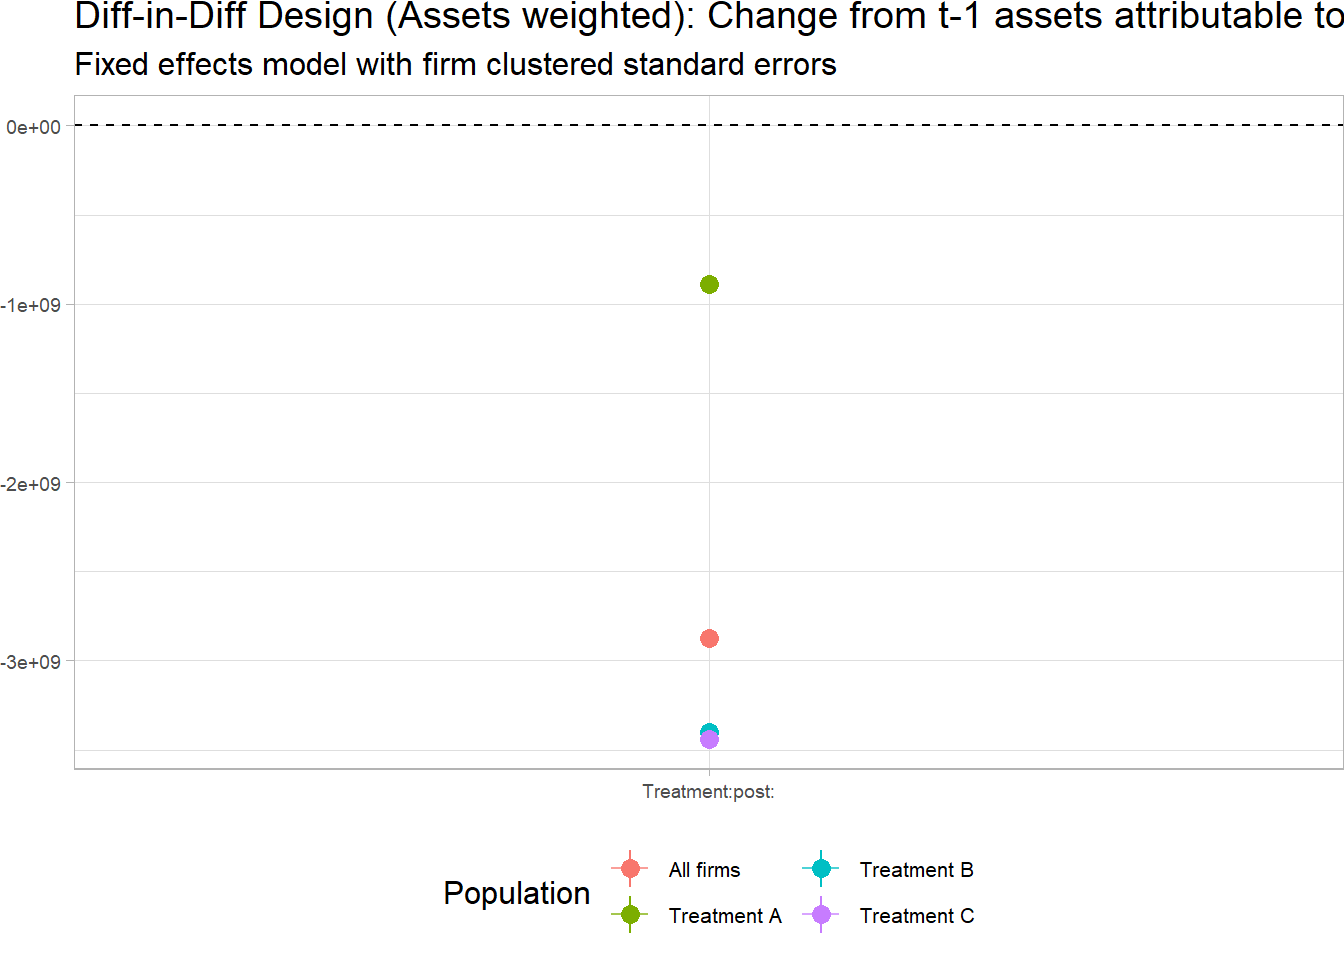 Diff-in-Diff Design (Assets weighted): Change from t-1 assets attributable to
Fixed effects model with firm clustered standard errors
0e+00
-1e+09
-2e+09
-3e+09
Treatment:post:
Population
All firms
Treatment B
Treatment A
Treatment C